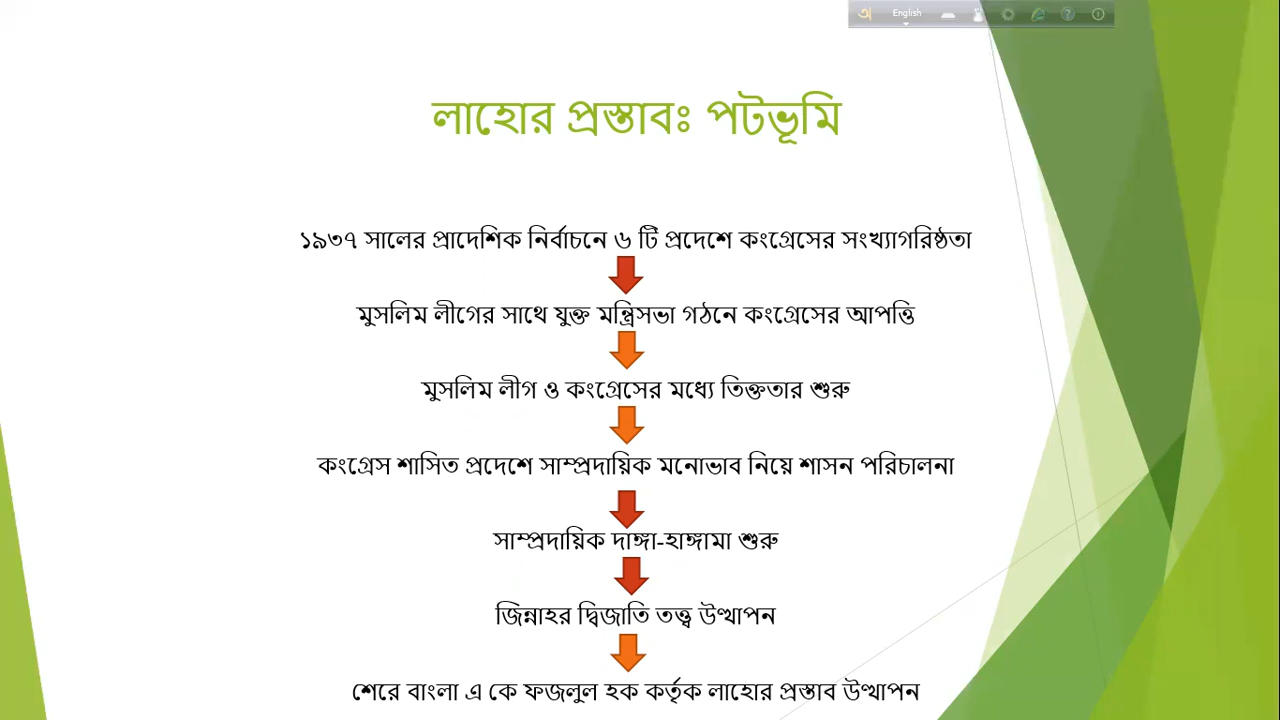 অ English
লাহোর প্রস্তাবঃ পটভূমি
১৯৩৭ সালের প্রাদেশিক নির্বাচনে ৬ টি প্রদেশে কংগ্রেসের সংখ্যাগরিষ্ঠতা
মুসলিম লীগের সাথে যুক্ত মন্ত্রিসভা গঠনে কংগ্রেসের আপত্তি
মুসলিম লীগ ও কংগ্রেসের মধ্যে তিক্ততার শুরু
কংগ্রেস শাসিত প্রদেশে সাম্প্রদায়িক মনোভাব নিয়ে শাসন পরিচালনা
সাম্প্রদায়িক দাঙ্গা-হাঙ্গামা শুরু
জিন্নাহর দ্বিজাতি তত্ত্ব উত্থাপন
শেরে বাংলা এ কে ফজলুল হক কর্তৃক লাহোর প্রস্তাব উত্থাপন